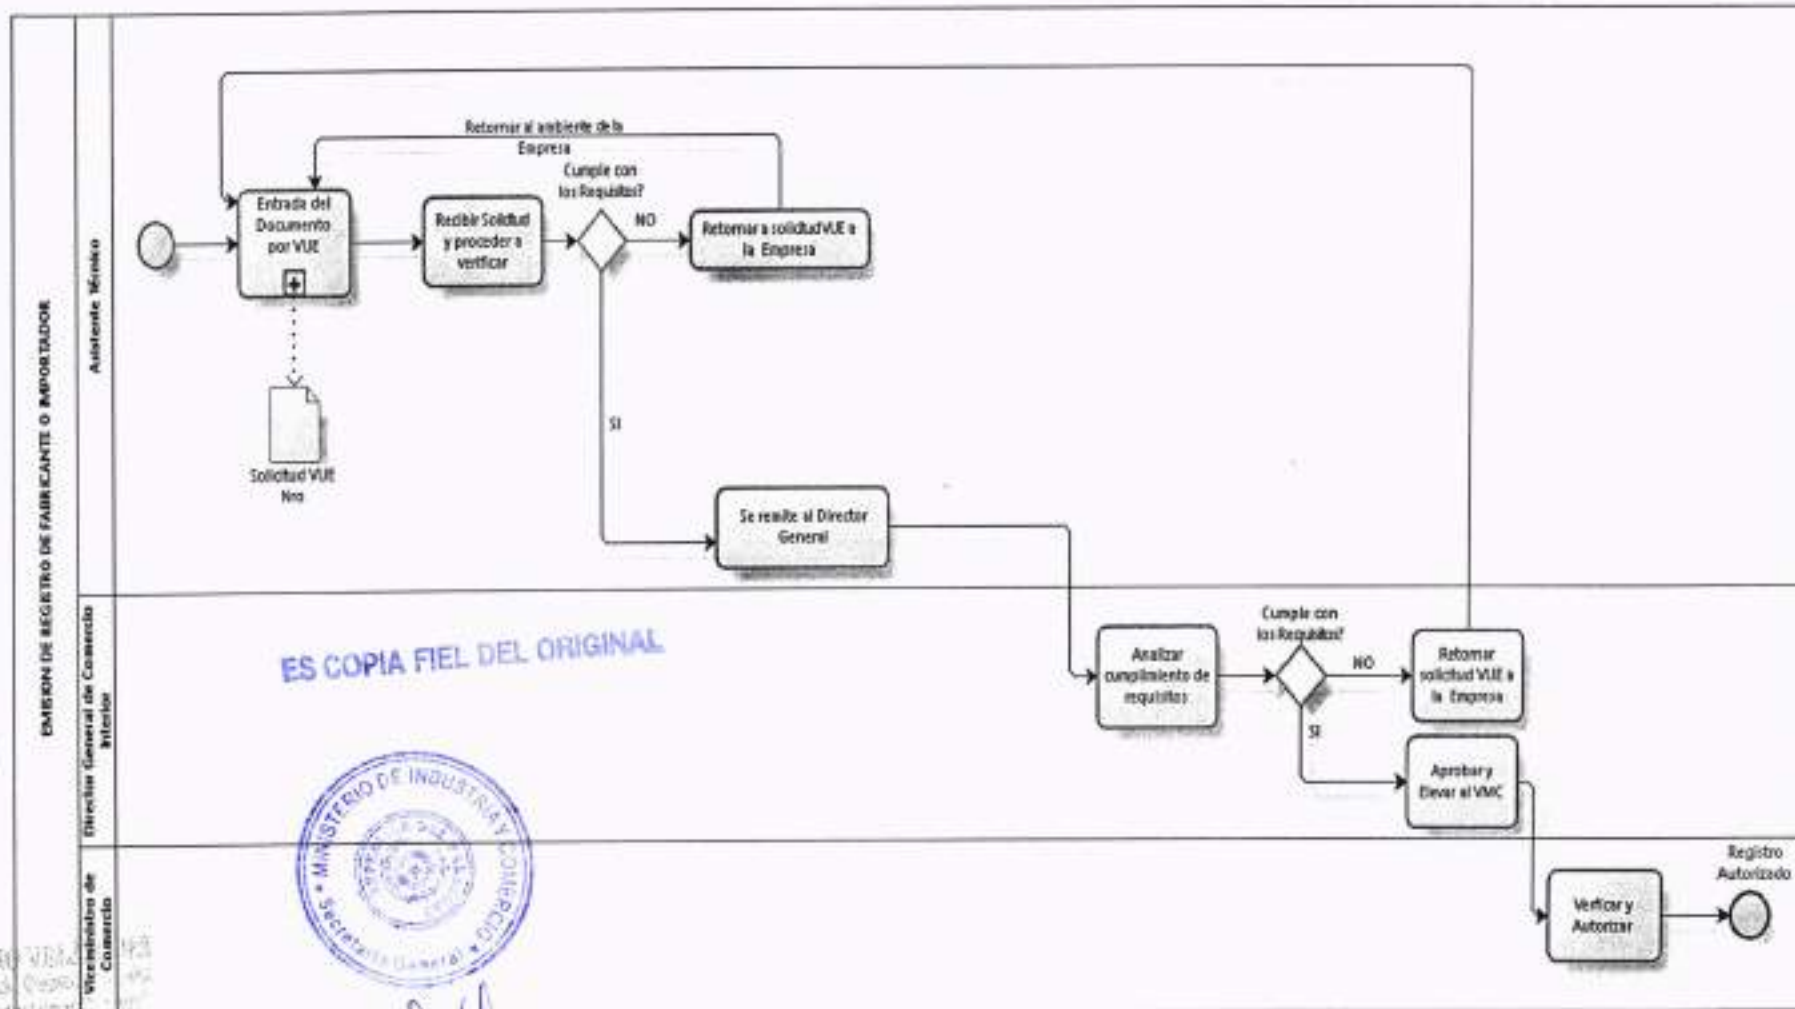 EMISION DE REGISTRO DE FABRICANTE O IMPORTADOR
Asistente Técnico
Retornar al ambiente de la
Empresa
Cumple con
los Requisitos?
Entrada del
Documento
por VUE
Recibir Solicitud
y proceder a
verificar
NO
Retornar a solicitud VUE a
la Empresa
SI
Solicitud VUE
Nro
Se remite al Director
General
Director General de Comercio
Interior
ES COPIA FIEL DEL ORIGINAL
Cumple con
los Requisitos?
Analizar
cumplimiento de
requisitos
NO
Retornar
solicitud VUE a
la Empresa
SI
Aprobar y
Elevar al VMC
MINISTERIO DE INDUSTRIA Y COMERCIO
Secretaría General
Viceministro de
Comercio
Verficar y
Autorizar
Registro
Autorizado